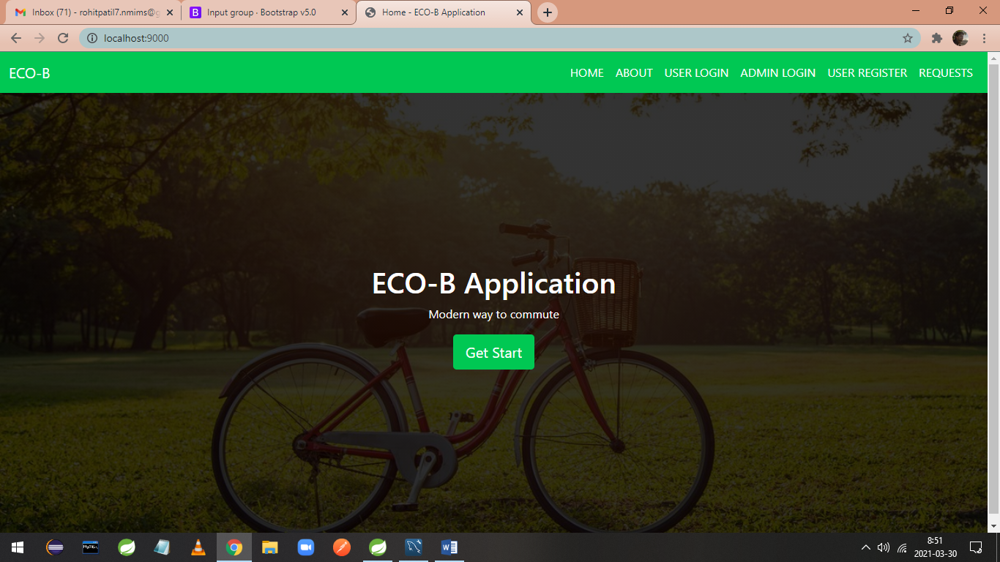 Inbox (71) - rohitpatil7.nmims@g
Input group · Bootstrap v5.0
Home - ECO-B Application
localhost:9000
ECO-B
HOME ABOUT USER LOGIN ADMIN LOGIN USER REGISTER REQUESTS
ECO-B Application
Modern way to commute
Get Start
MySQL
W
8:51
2021-03-30